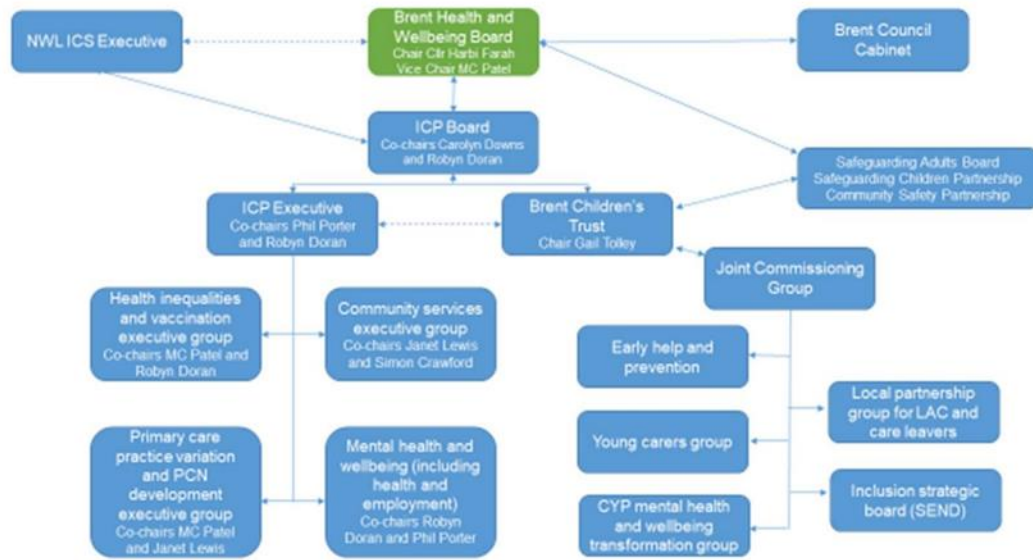 NWL ICS Executive
Brent Health and
Wellbeing Board
Chair Cllr Harbi Farah
Vice Chair MC Patel
Brent Council
Cabinet
ICP Board
Co-chairs Carolyn Downs
and Robyn Doran
Safeguarding Adults Board
Safeguarding Children Partnership
Community Safety Partnership
ICP Executive
Co-chairs Phil Porter
and Robyn Doran
Brent Children's
Trust
Chair Gail Tolley
Joint Commissioning
Group
Health inequalities
and vaccination
executive group
Co-chairs MC Patel and
Robyn Doran
Community services
executive group
Co-chairs Janet Lewis
and Simon Crawford
Early help and
prevention
Local partnership
group for LAC and
care leavers
Primary care
practice variation
and PCN
development
executive group
Co-chairs MC Patel
and Janet Lewis
Mental health and
wellbeing (including
health and
employment)
Co-chairs Robyn
Doran and Phil Porter
Young carers group
CYP mental health
and wellbeing
transformation group
Inclusion strategic
board (SEND)